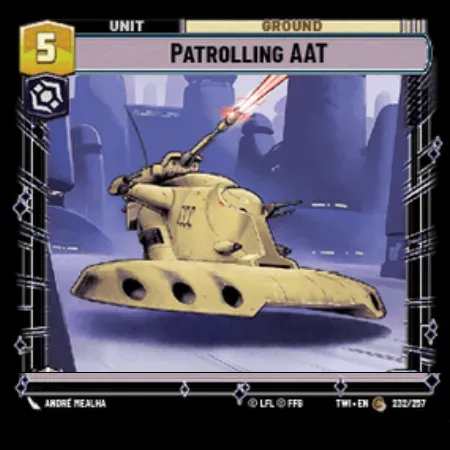 UNIT GROUND
5 PATROLLING AAT
ANDRÉ MEALHA © LFL ® FFG TWI • EN 232/257